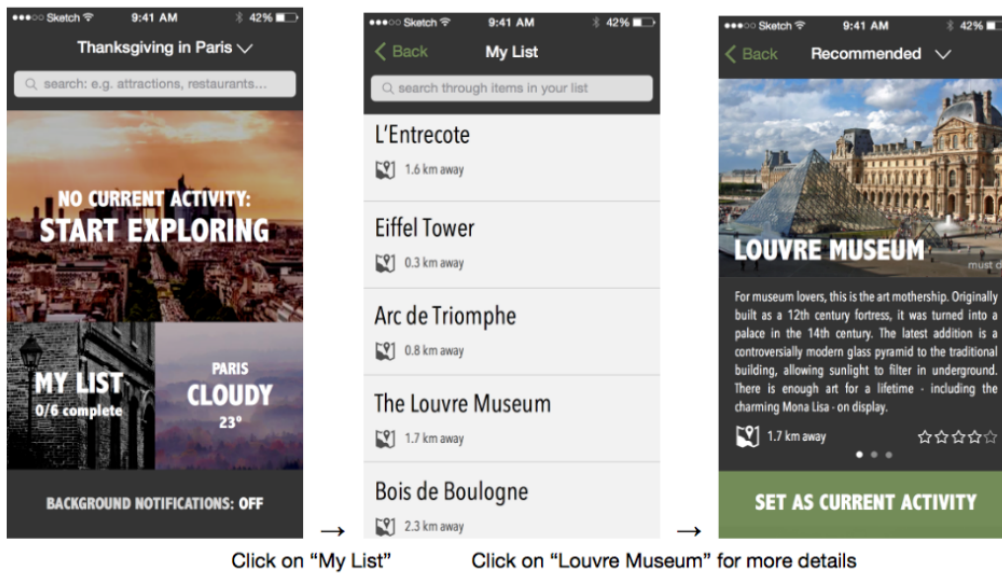 Sketch 9:41 AM 42%
Thanksgiving in Paris
search: e.g. attractions, restaurants...
NO CURRENT ACTIVITY:
START EXPLORING
MY LIST
0/6 complete
PARIS
CLOUDY
23°
BACKGROUND NOTIFICATIONS: OFF
→
Click on “My List”
Sketch 9:41 AM 42%
Back My List
search through items in your list
L'Entrecote
1.6 km away
Eiffel Tower
0.3 km away
Arc de Triomphe
0.8 km away
The Louvre Museum
1.7 km away
Bois de Boulogne
2.3 km away
→
Click on “Louvre Museum” for more details
Sketch 9:41 AM 42%
Back Recommended
LOUVRE MUSEUM
must d
For museum lovers, this is the art mothership. Originally
built as a 12th century fortress, it was turned into a
palace in the 14th century. The latest addition is a
controversially modern glass pyramid to the traditional
building, allowing sunlight to filter in underground.
There is enough art for a lifetime - including the
charming Mona Lisa - on display.
1.7 km away
SET AS CURRENT ACTIVITY